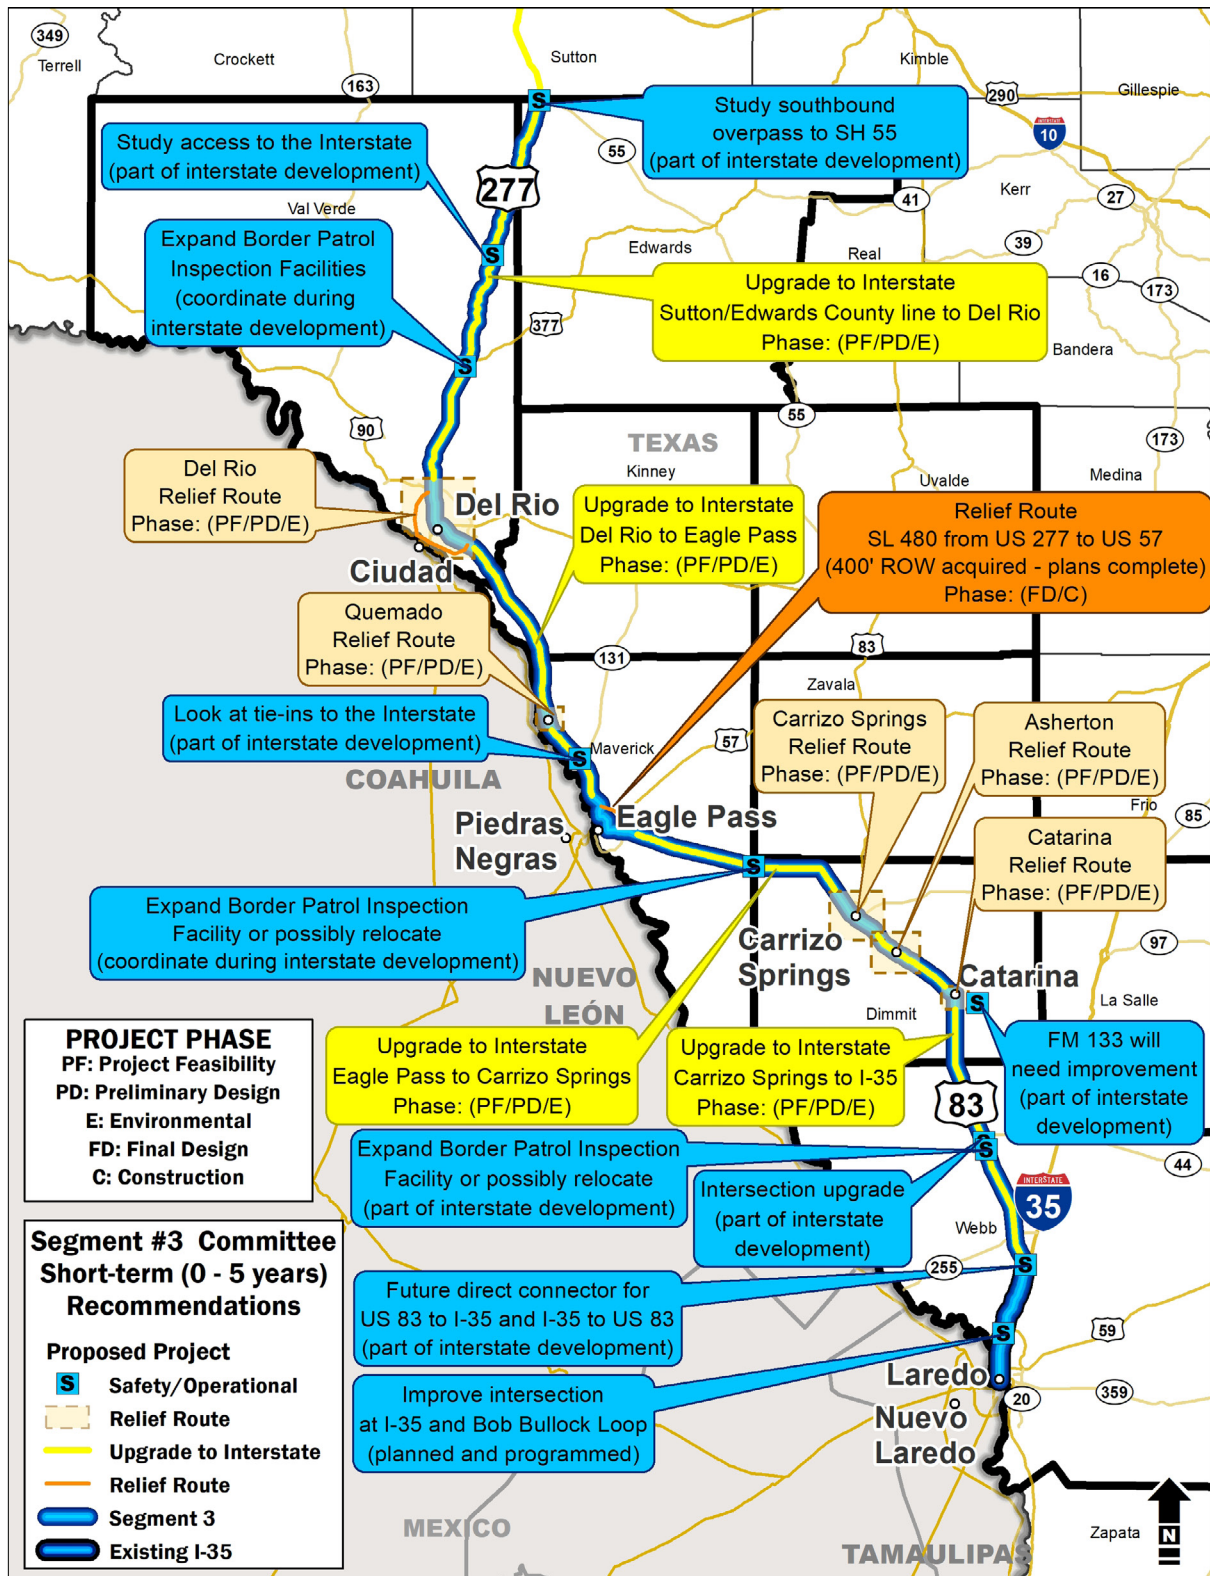 349
Terrell
Crockett
163
Sutton
Kimble
290
Gillespie
INTERSTATE
10
Study southbound
overpass to SH 55
(part of interstate development)
Study access to the Interstate
(part of interstate development)
277
55
Kerr
41
27
Val Verde
Expand Border Patrol
Inspection Facilities
(coordinate during
interstate development)
Edwards
Real
39
16
173
Upgrade to Interstate
Sutton/Edwards County line to Del Rio
Phase: (PF/PD/E)
377
Bandera
55
90
TEXAS
173
Kinney
Uvalde
Medina
Del Rio
Relief Route
Phase: (PF/PD/E)
Del Rio
Ciudad
Upgrade to Interstate
Del Rio to Eagle Pass
Phase: (PF/PD/E)
Relief Route
SL 480 from US 277 to US 57
(400' ROW acquired - plans complete)
Phase: (FD/C)
Quemado
Relief Route
Phase: (PF/PD/E)
131
83
Zavala
Look at tie-ins to the Interstate
(part of interstate development)
Maverick
57
Carrizo Springs
Relief Route
Phase: (PF/PD/E)
Asherton
Relief Route
Phase: (PF/PD/E)
COAHUILA
Frio
85
Eagle Pass
Piedras
Negras
Catarina
Relief Route
Phase: (PF/PD/E)
Expand Border Patrol Inspection
Facility or possibly relocate
(coordinate during interstate development)
Carrizo
Springs
97
NUEVO
LEÓN
Catarina
Dimmit
La Salle
Upgrade to Interstate
Eagle Pass to Carrizo Springs
Phase: (PF/PD/E)
Upgrade to Interstate
Carrizo Springs to I-35
Phase: (PF/PD/E)
FM 133 will
need improvement
(part of interstate
development)
83
PROJECT PHASE
PF: Project Feasibility
PD: Preliminary Design
E: Environmental
FD: Final Design
C: Construction
Expand Border Patrol Inspection
Facility or possibly relocate
(part of interstate development)
Intersection upgrade
(part of interstate
development)
44
INTERSTATE
35
Webb
255
Future direct connector for
US 83 to I-35 and I-35 to US 83
(part of interstate development)
59
Improve intersection
at I-35 and Bob Bullock Loop
(planned and programmed)
Laredo
20
359
Nuevo
Laredo
Segment #3 Committee
Short-term (0 - 5 years)
Recommendations
Proposed Project
S Safety/Operational
Relief Route
Upgrade to Interstate
Relief Route
Segment 3
Existing I-35
MEXICO
TAMAULIPAS
Zapata
N
S
S
S
S
S
S
S
S
S
S